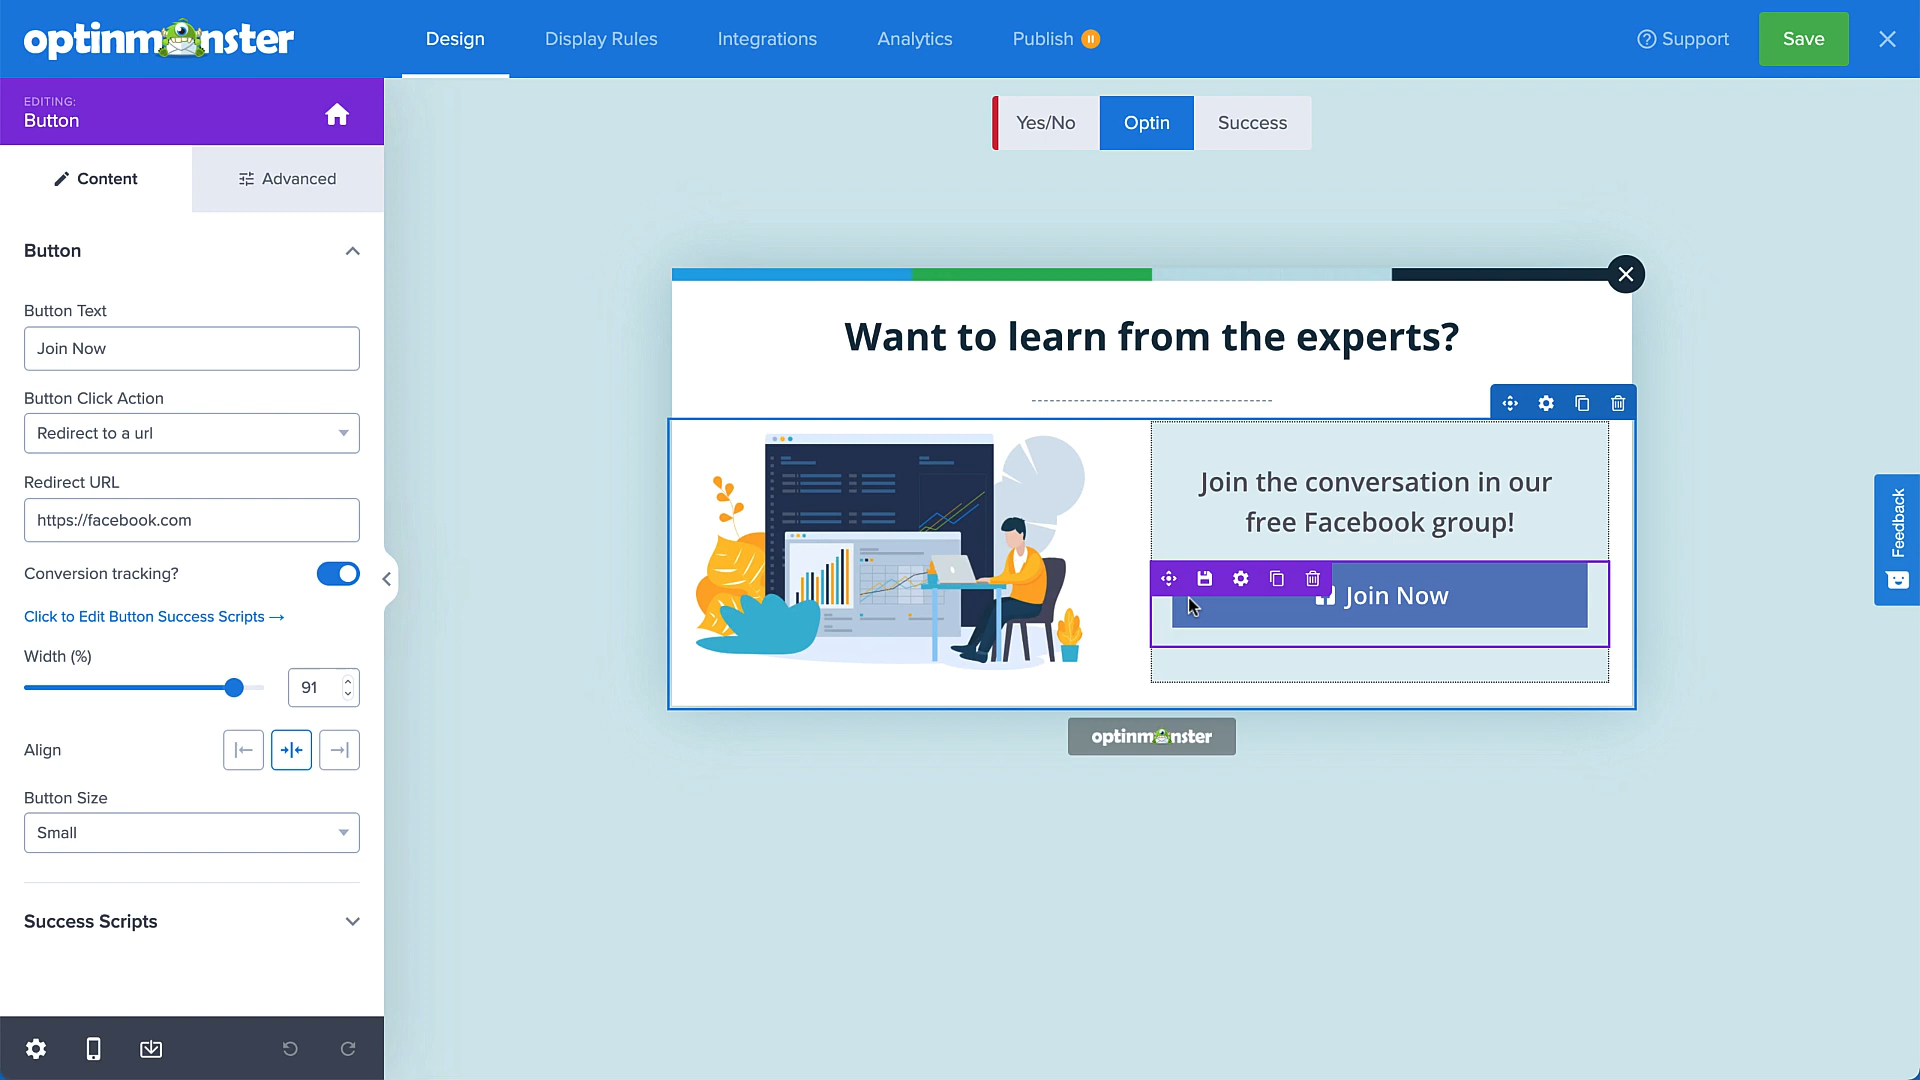 optinmonster
Design
Display Rules
Integrations
Analytics
Publish
Support
Save
EDITING:
Button
Content
Advanced
Button
Button Text
Join Now
Button Click Action
Redirect to a url
Redirect URL
https://facebook.com
Conversion tracking?
Click to Edit Button Success Scripts →
Width (%)
91
Align
Button Size
Small
Success Scripts
Yes/No
Optin
Success
Want to learn from the experts?
Join the conversation in our
free Facebook group!
Join Now
optinmonster
Feedback